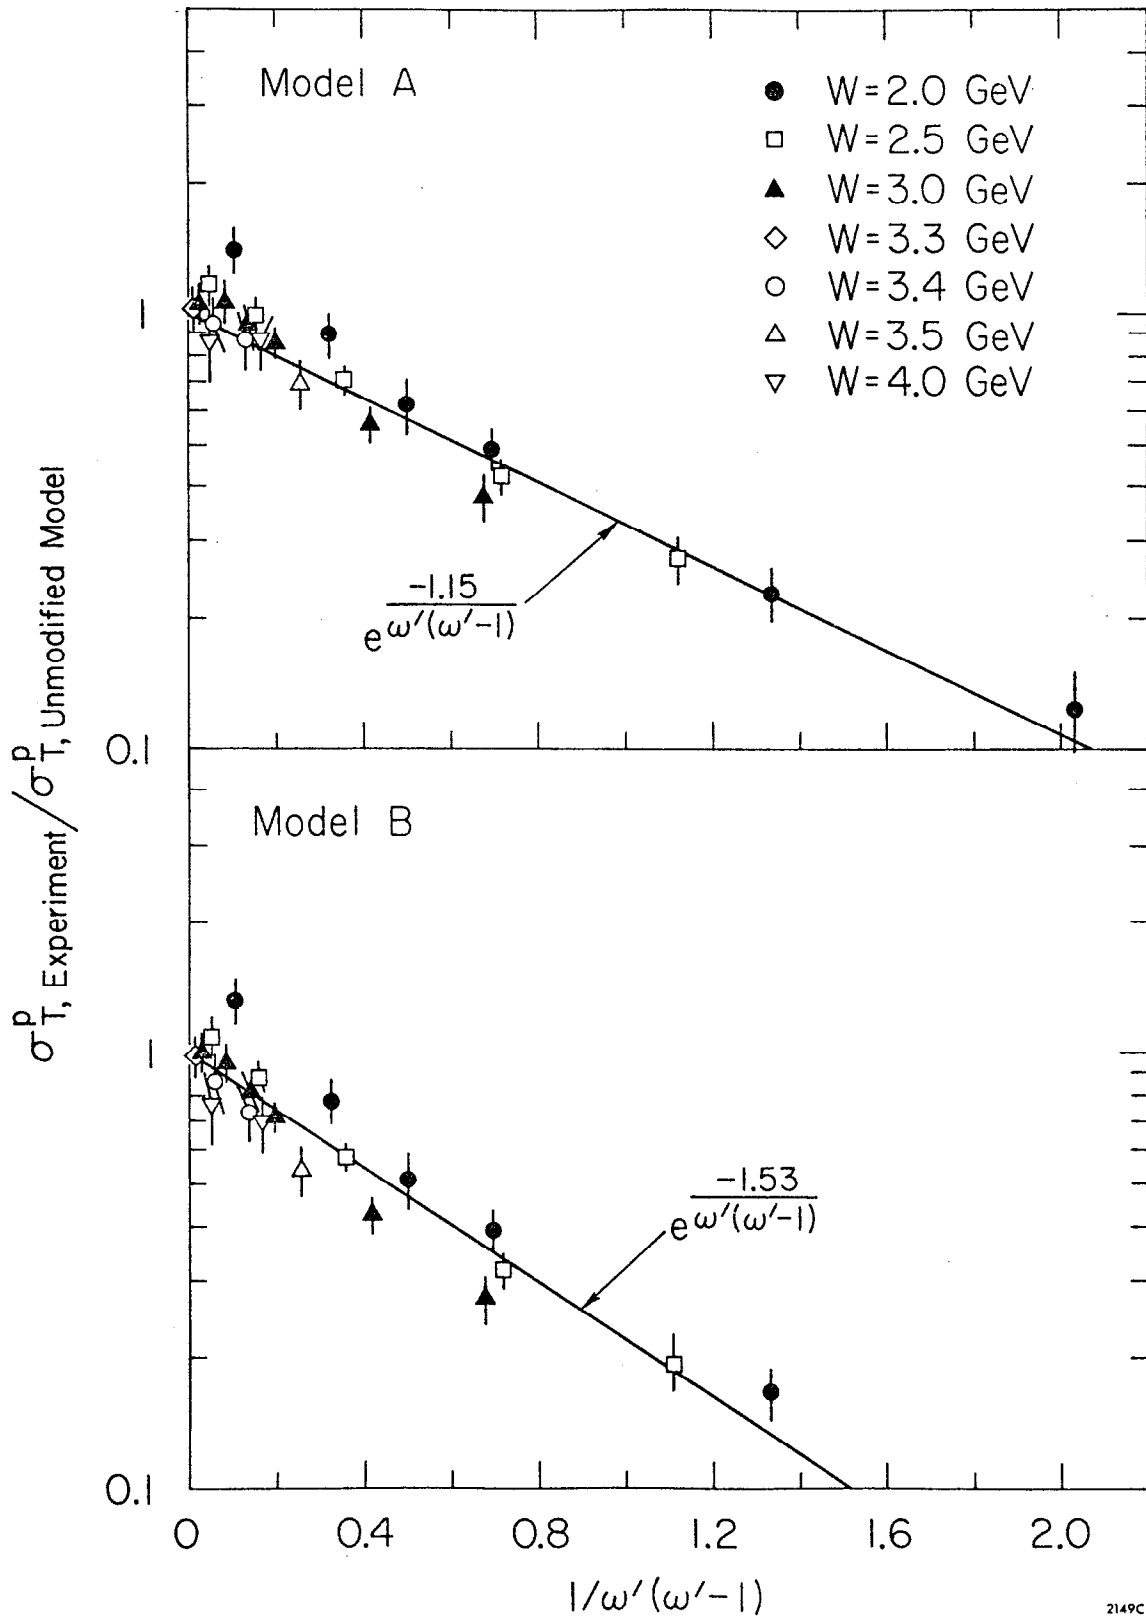 Model A
● W=2.0 GeV
□ W=2.5 GeV
▲ W=3.0 GeV
◇ W=3.3 GeV
○ W=3.4 GeV
△ W=3.5 GeV
▽ W=4.0 GeV
1
e^{-1.15/ω′(ω′−1)}
0.1
σ^p_{T, Experiment}/σ^p_{T, Unmodified Model}
Model B
1
e^{-1.53/ω′(ω′−1)}
0.1
0 0.4 0.8 1.2 1.6 2.0
1/ω′(ω′−1)
2149C